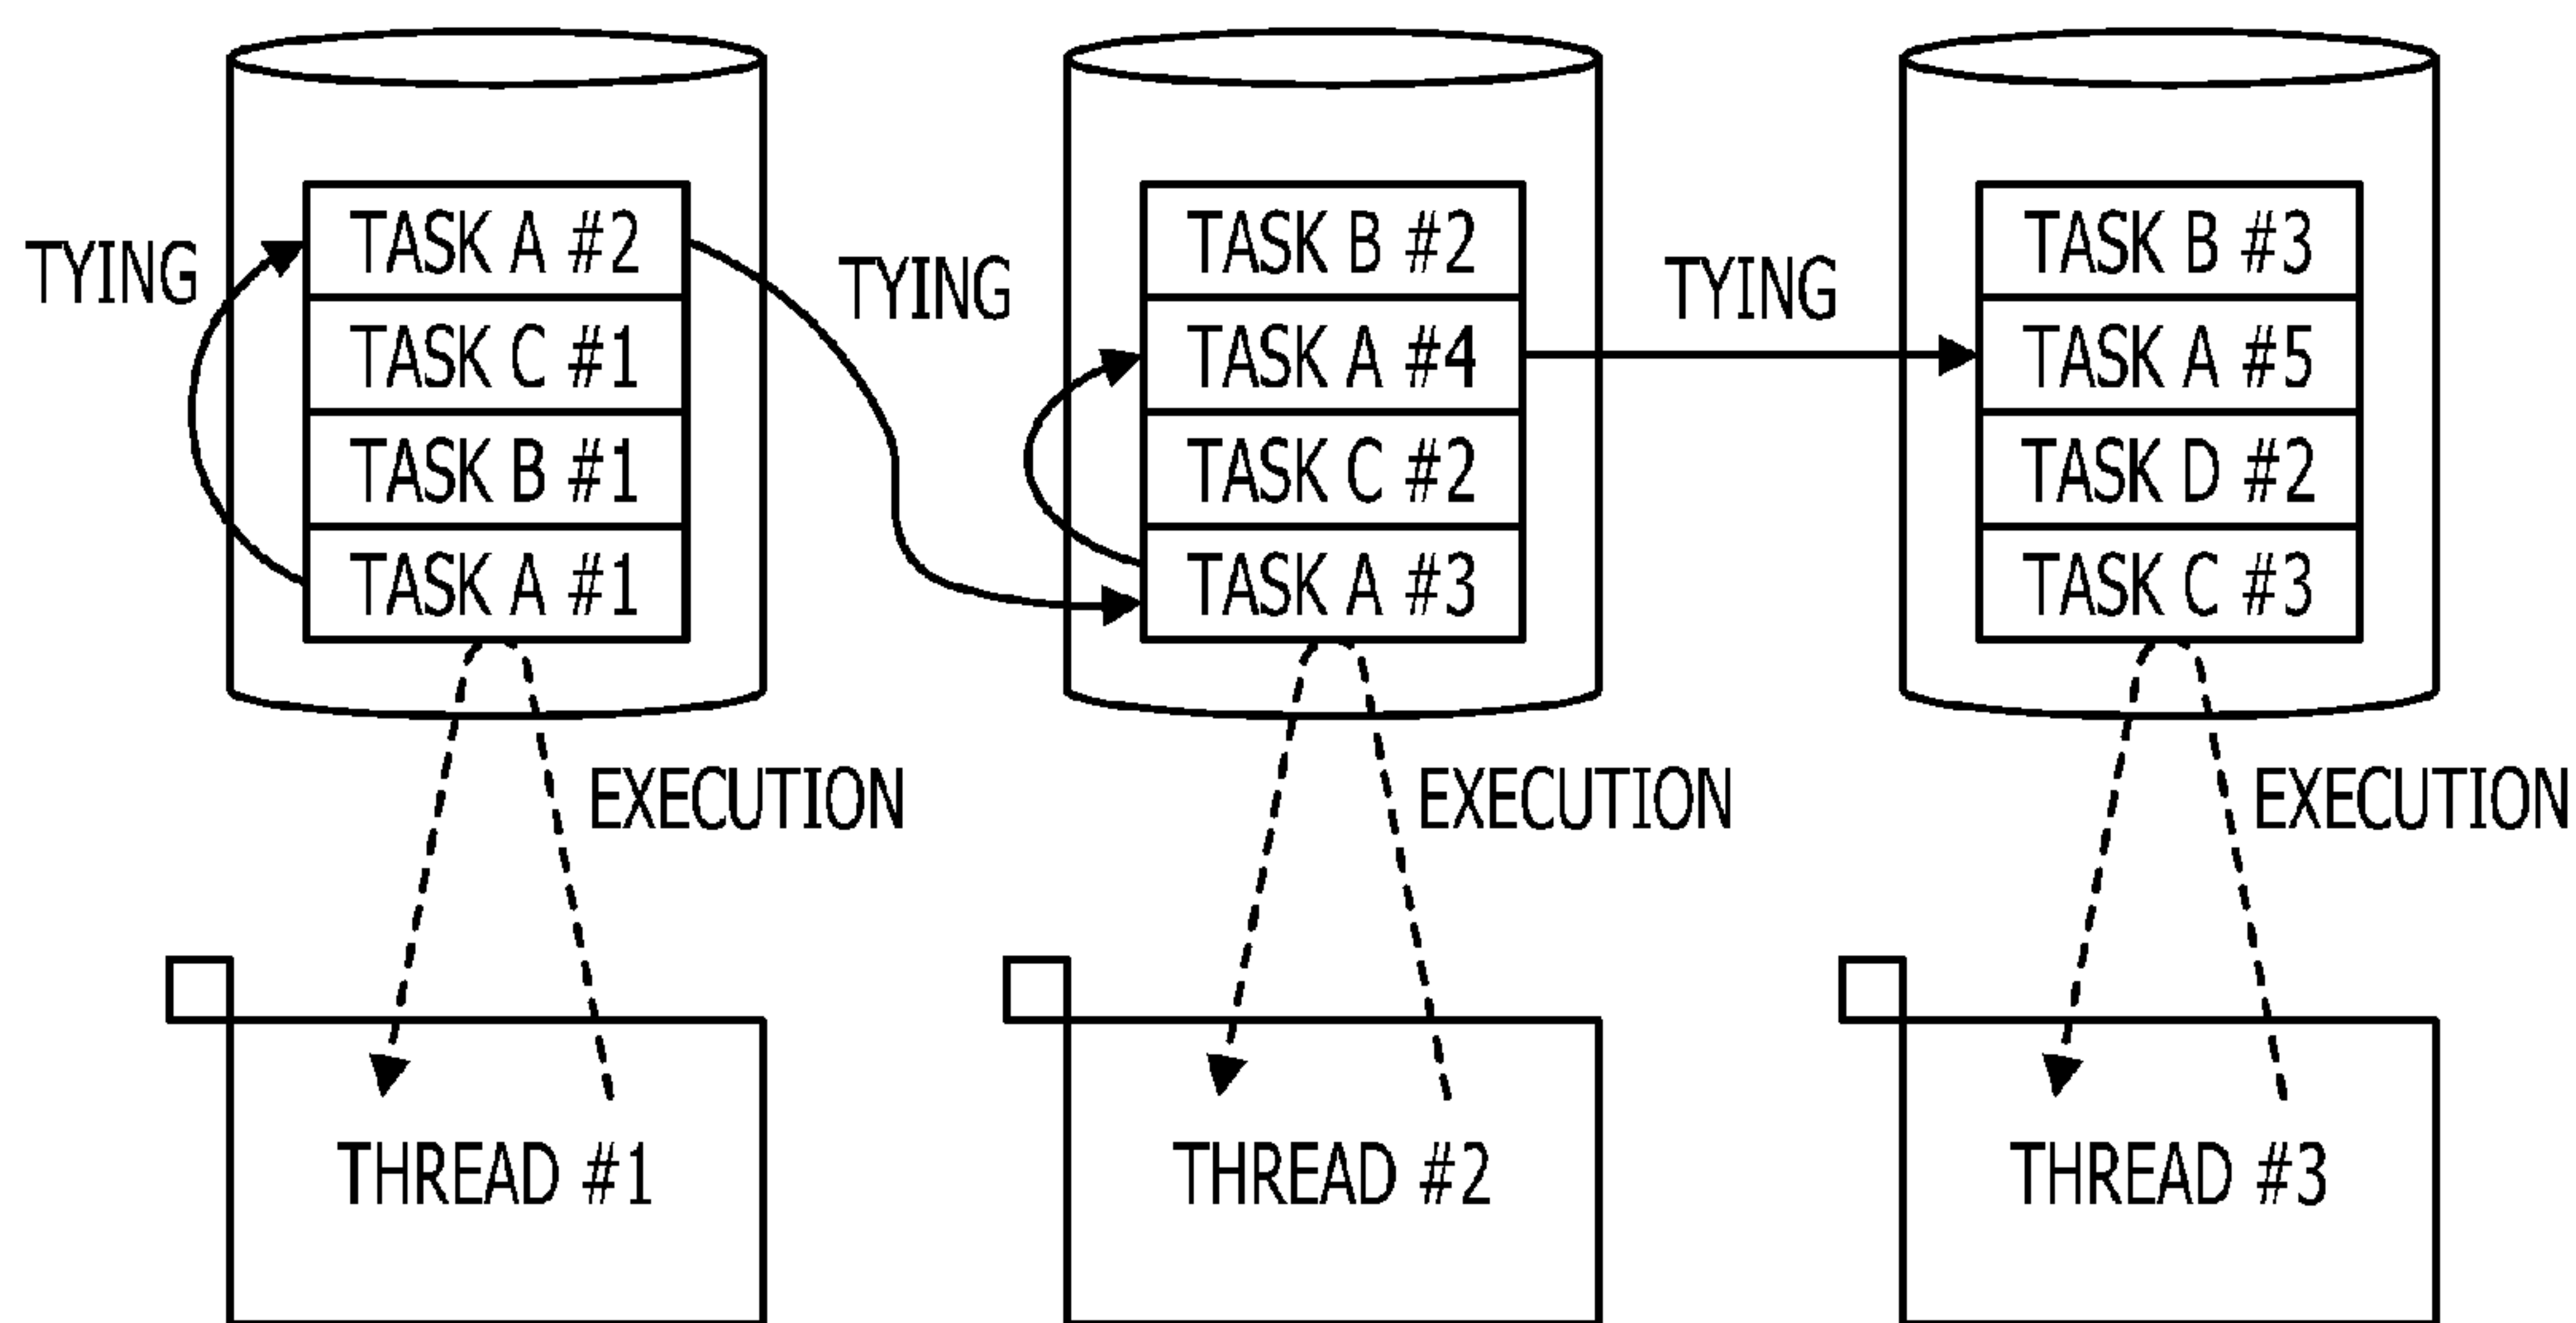 TYING
TASK A #2
TASK C #1
TASK B #1
TASK A #1
EXECUTION
THREAD #1
TYING
TASK B #2
TASK A #4
TASK C #2
TASK A #3
EXECUTION
THREAD #2
TYING
TASK B #3
TASK A #5
TASK D #2
TASK C #3
EXECUTION
THREAD #3